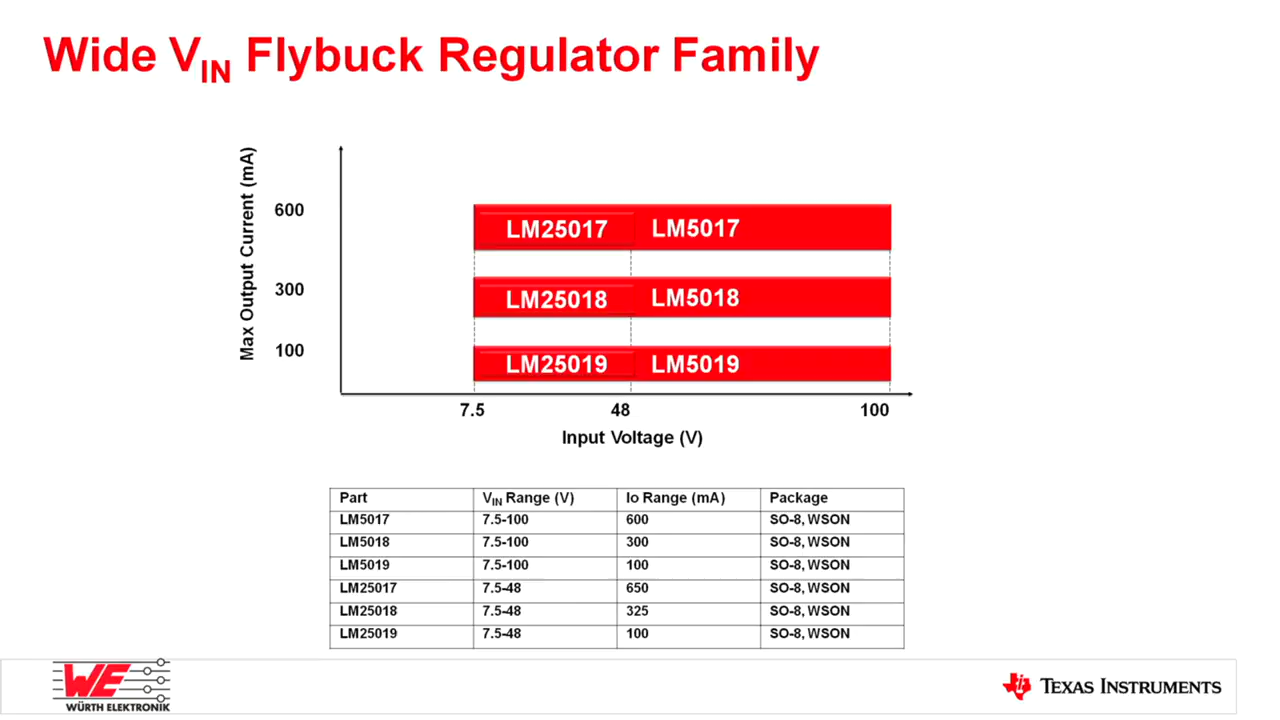 Wide VIN Flybuck Regulator Family
Max Output Current (mA)
600
LM25017 LM5017
300
LM25018 LM5018
100
LM25019 LM5019
7.5 48 100
Input Voltage (V)
Part VIN Range (V) Io Range (mA) Package
LM5017 7.5-100 600 SO-8, WSON
LM5018 7.5-100 300 SO-8, WSON
LM5019 7.5-100 100 SO-8, WSON
LM25017 7.5-48 650 SO-8, WSON
LM25018 7.5-48 325 SO-8, WSON
LM25019 7.5-48 100 SO-8, WSON
WE
WÜRTH ELEKTRONIK
TEXAS INSTRUMENTS